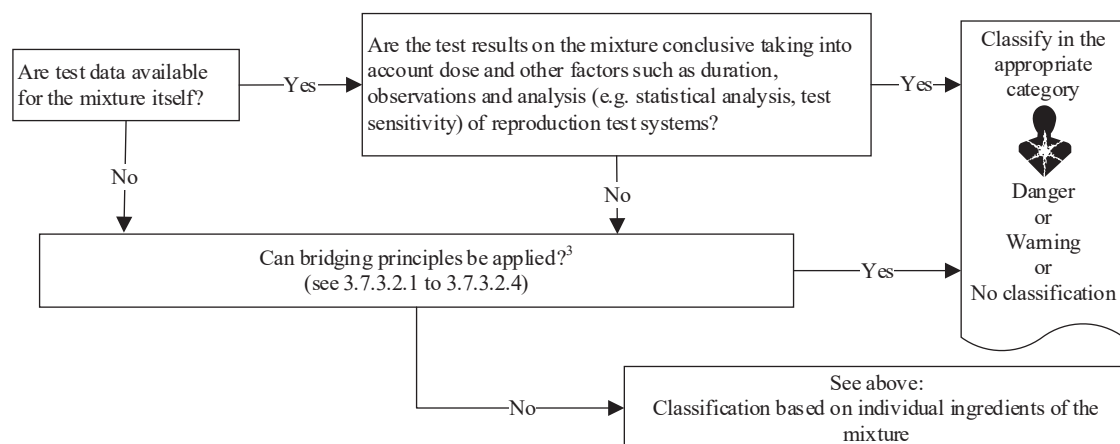 Are test data available
for the mixture itself?
Yes
Are the test results on the mixture conclusive taking into
account dose and other factors such as duration,
observations and analysis (e.g. statistical analysis, test
sensitivity) of reproduction test systems?
Yes
Classify in the
appropriate
category
Danger
or
Warning
or
No classification
No
No
Can bridging principles be applied?³
(see 3.7.3.2.1 to 3.7.3.2.4)
Yes
No
See above:
Classification based on individual ingredients of the
mixture